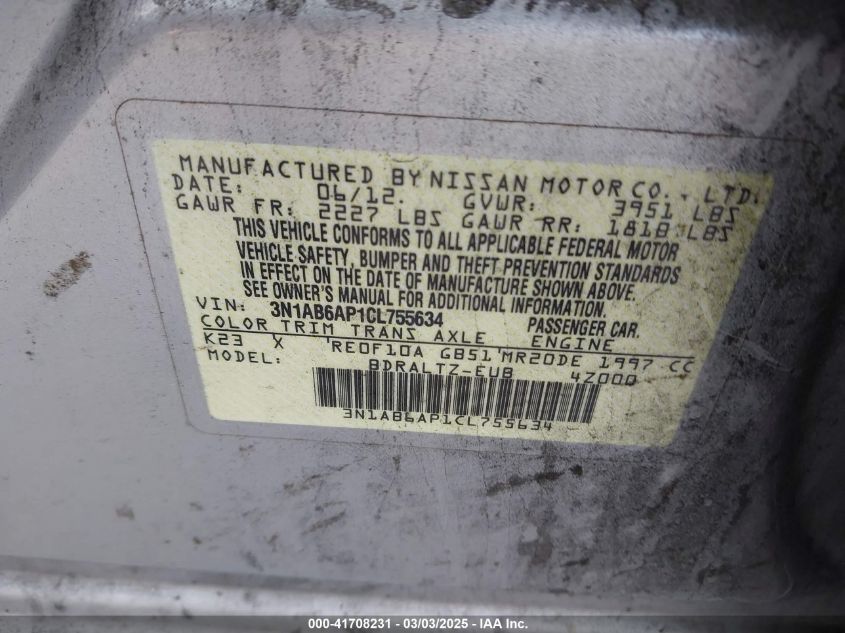 MANUFACTURED BY NISSAN MOTOR CO., LTD.
DATE: 06/12. GVWR: 3951 LBS
GAWR FR: 2227 LBS GAWR RR: 1818 LBS
THIS VEHICLE CONFORMS TO ALL APPLICABLE FEDERAL MOTOR
VEHICLE SAFETY, BUMPER AND THEFT PREVENTION STANDARDS
IN EFFECT ON THE DATE OF MANUFACTURE SHOWN ABOVE.
SEE OWNER'S MANUAL FOR ADDITIONAL INFORMATION.
VIN: 3N1AB6AP1CL755634 PASSENGER CAR.
COLOR TRIM TRANS AXLE ENGINE
K23 X RE0F10A GB51 MR20DE 1997 CC
MODEL: BDRALTZ-EUB 4Z000
3N1AB6AP1CL755634
000-41708231 — 03/03/2025 — IAA Inc.